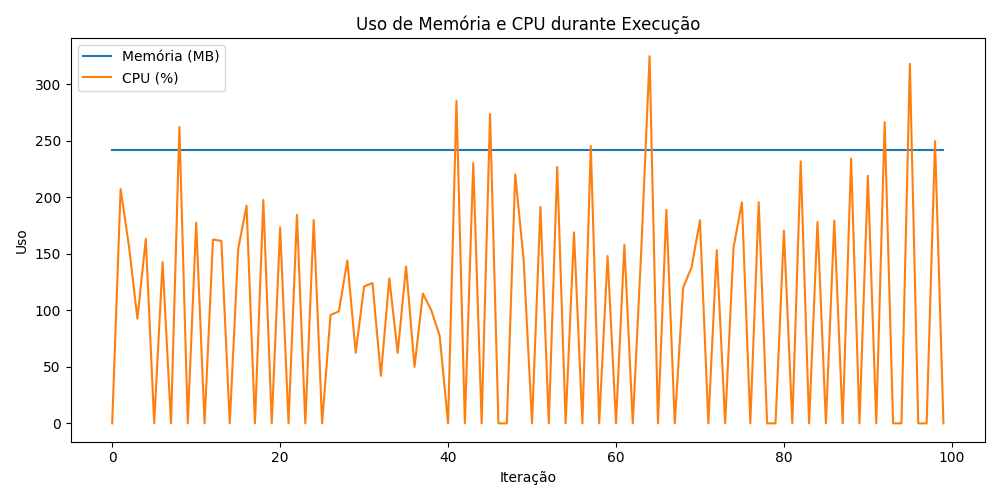 Uso de Memória e CPU durante Execução
Memória (MB)
CPU (%)
Uso
300
250
200
150
100
50
0
0 20 40 60 80 100
Iteração